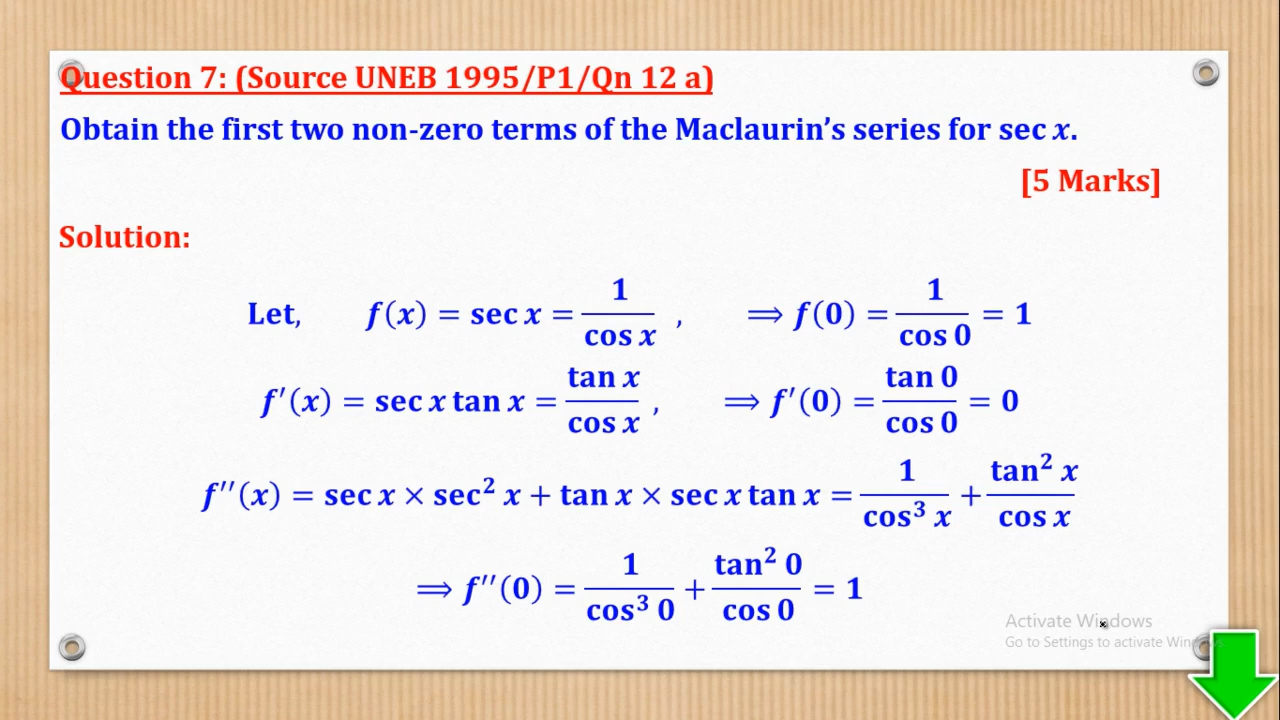 Question 7: (Source UNEB 1995/P1/Qn 12 a)
Obtain the first two non-zero terms of the Maclaurin’s series for sec x.
[5 Marks]
Solution:
Let, f(x) = sec x = 1/cos x , ⟹ f(0) = 1/cos 0 = 1
f′(x) = sec x tan x = tan x/cos x , ⟹ f′(0) = tan 0/cos 0 = 0
f′′(x) = sec x × sec² x + tan x × sec x tan x = 1/cos³ x + tan² x/cos x
⟹ f′′(0) = 1/cos³ 0 + tan² 0/cos 0 = 1
Activate Windows
Go to Settings to activate Windows